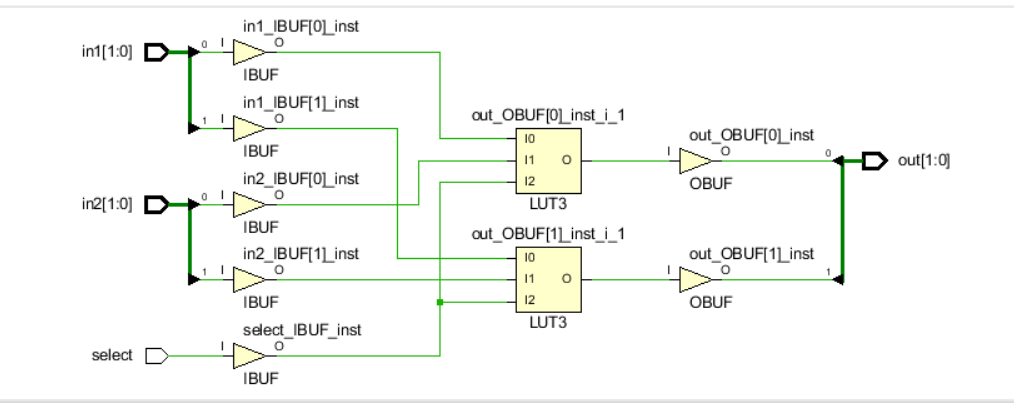 in1_IBUF[0]_inst
in1[1:0]
0
I
O
IBUF
in1_IBUF[1]_inst
1
I
O
IBUF
in2_IBUF[0]_inst
in2[1:0]
0
I
O
IBUF
in2_IBUF[1]_inst
1
I
O
IBUF
select_IBUF_inst
select
I
O
IBUF
out_OBUF[0]_inst_i_1
I0
I1
O
I2
LUT3
out_OBUF[1]_inst_i_1
I0
I1
O
I2
LUT3
out_OBUF[0]_inst
I
O
OBUF
0
out[1:0]
out_OBUF[1]_inst
I
O
OBUF
1